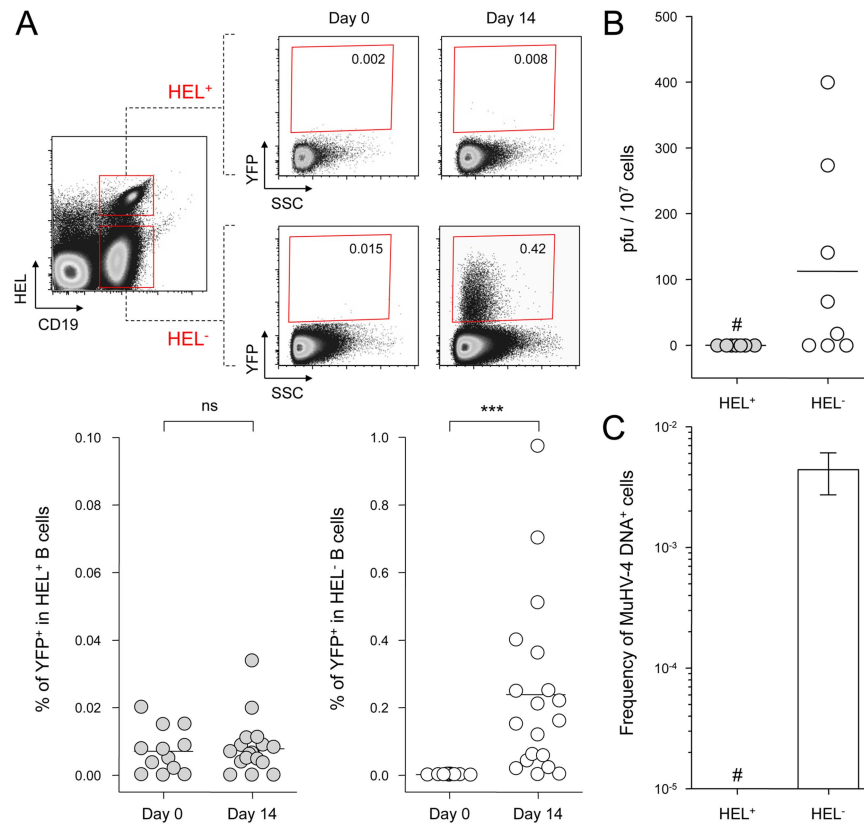 A
Day 0
Day 14
HEL⁺
0.002
0.008
YFP
SSC
0.015
0.42
HEL
CD19
HEL⁻
YFP
SSC
B
500
400
300
200
100
0
pfu / 10⁷ cells
#
HEL⁺
HEL⁻
ns
0.10
0.08
0.06
0.04
0.02
0.00
% of YFP⁺ in HEL⁺ B cells
Day 0
Day 14
***
1.0
0.8
0.6
0.4
0.2
0.0
% of YFP⁺ in HEL⁻ B cells
Day 0
Day 14
C
10⁻²
10⁻³
10⁻⁴
10⁻⁵
Frequency of MuHV-4 DNA⁺ cells
#
HEL⁺
HEL⁻